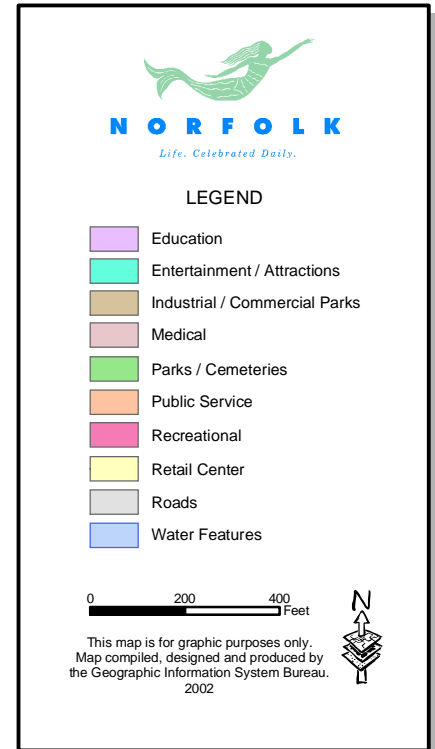 NORFOLK
Life. Celebrated Daily.
LEGEND
Education
Entertainment / Attractions
Industrial / Commercial Parks
Medical
Parks / Cemeteries
Public Service
Recreational
Retail Center
Roads
Water Features
0 200 400
Feet
N
This map is for graphic purposes only.
Map compiled, designed and produced by
the Geographic Information System Bureau.
2002